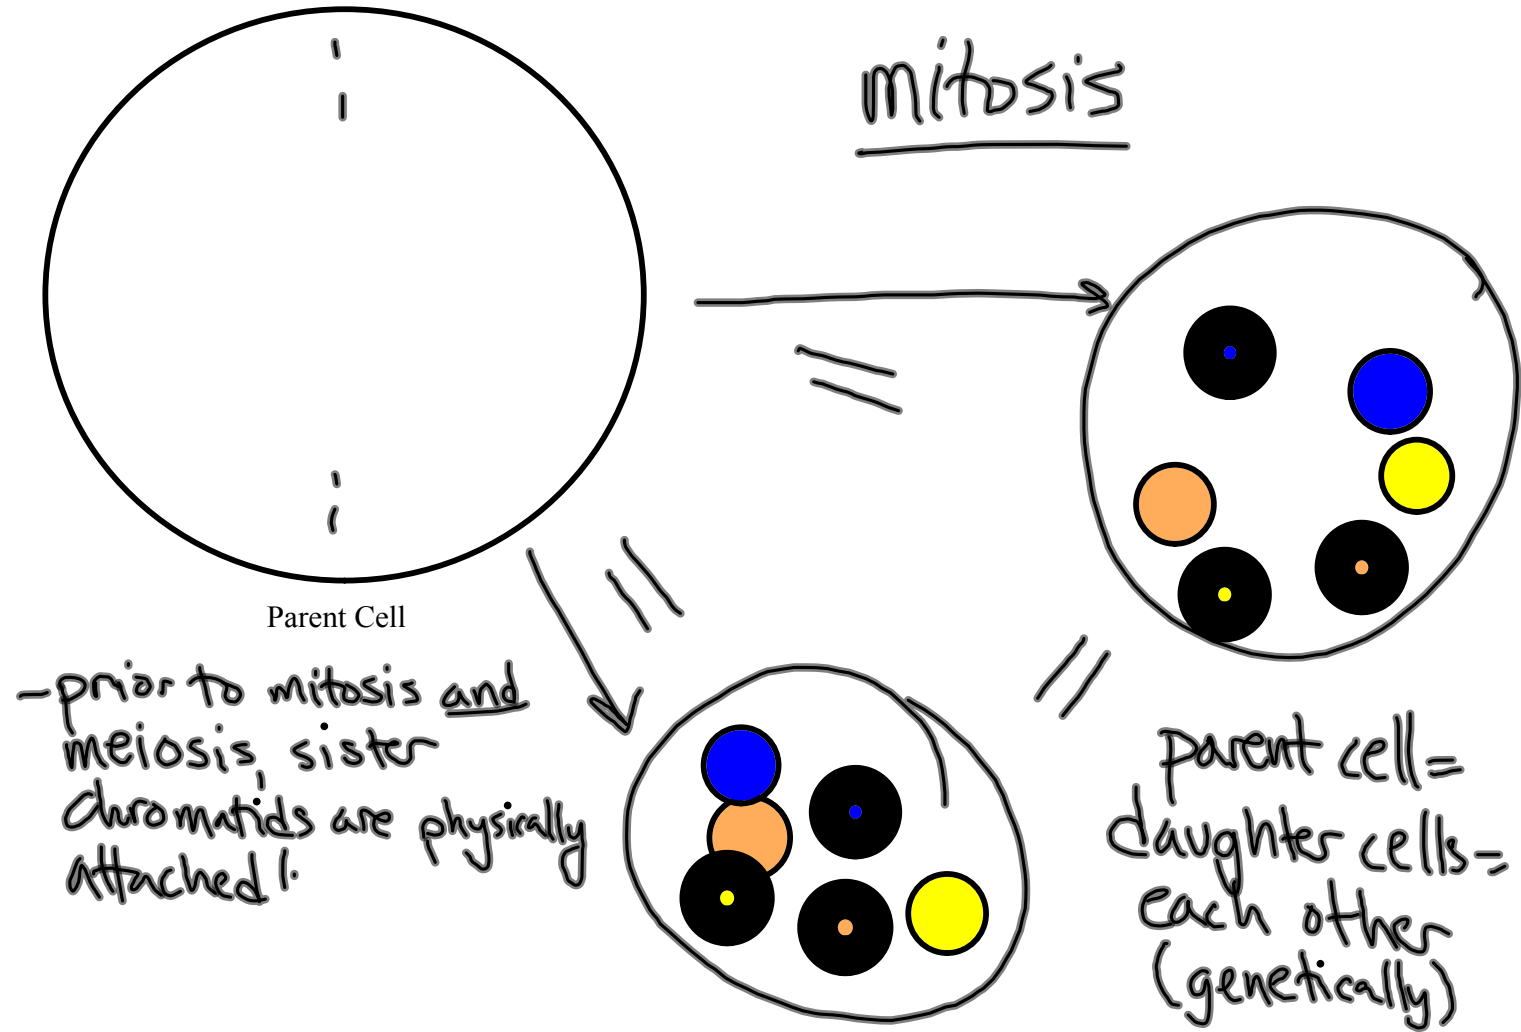 mitosis
Parent Cell
- prior to mitosis and
meiosis, sister
chromatids are physically
attached!
parent cell =
daughter cells =
each other
(genetically)